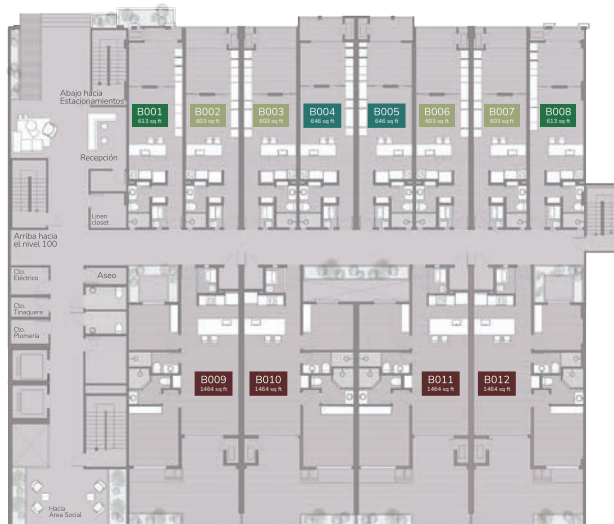 Abajo hacia
Estacionamientos
Recepción
Linen
closet
Arriba hacia
el nivel 100
B001
613 sq ft
B002
603 sq ft
B003
603 sq ft
B004
646 sq ft
B005
646 sq ft
B006
603 sq ft
B007
603 sq ft
B008
613 sq ft
Cto.
Eléctrico
Aseo
Cto.
Tinaquera
Cto.
Plomería
B009
1464 sq ft
B010
1464 sq ft
B011
1464 sq ft
B012
1464 sq ft
Hacia
Área Social